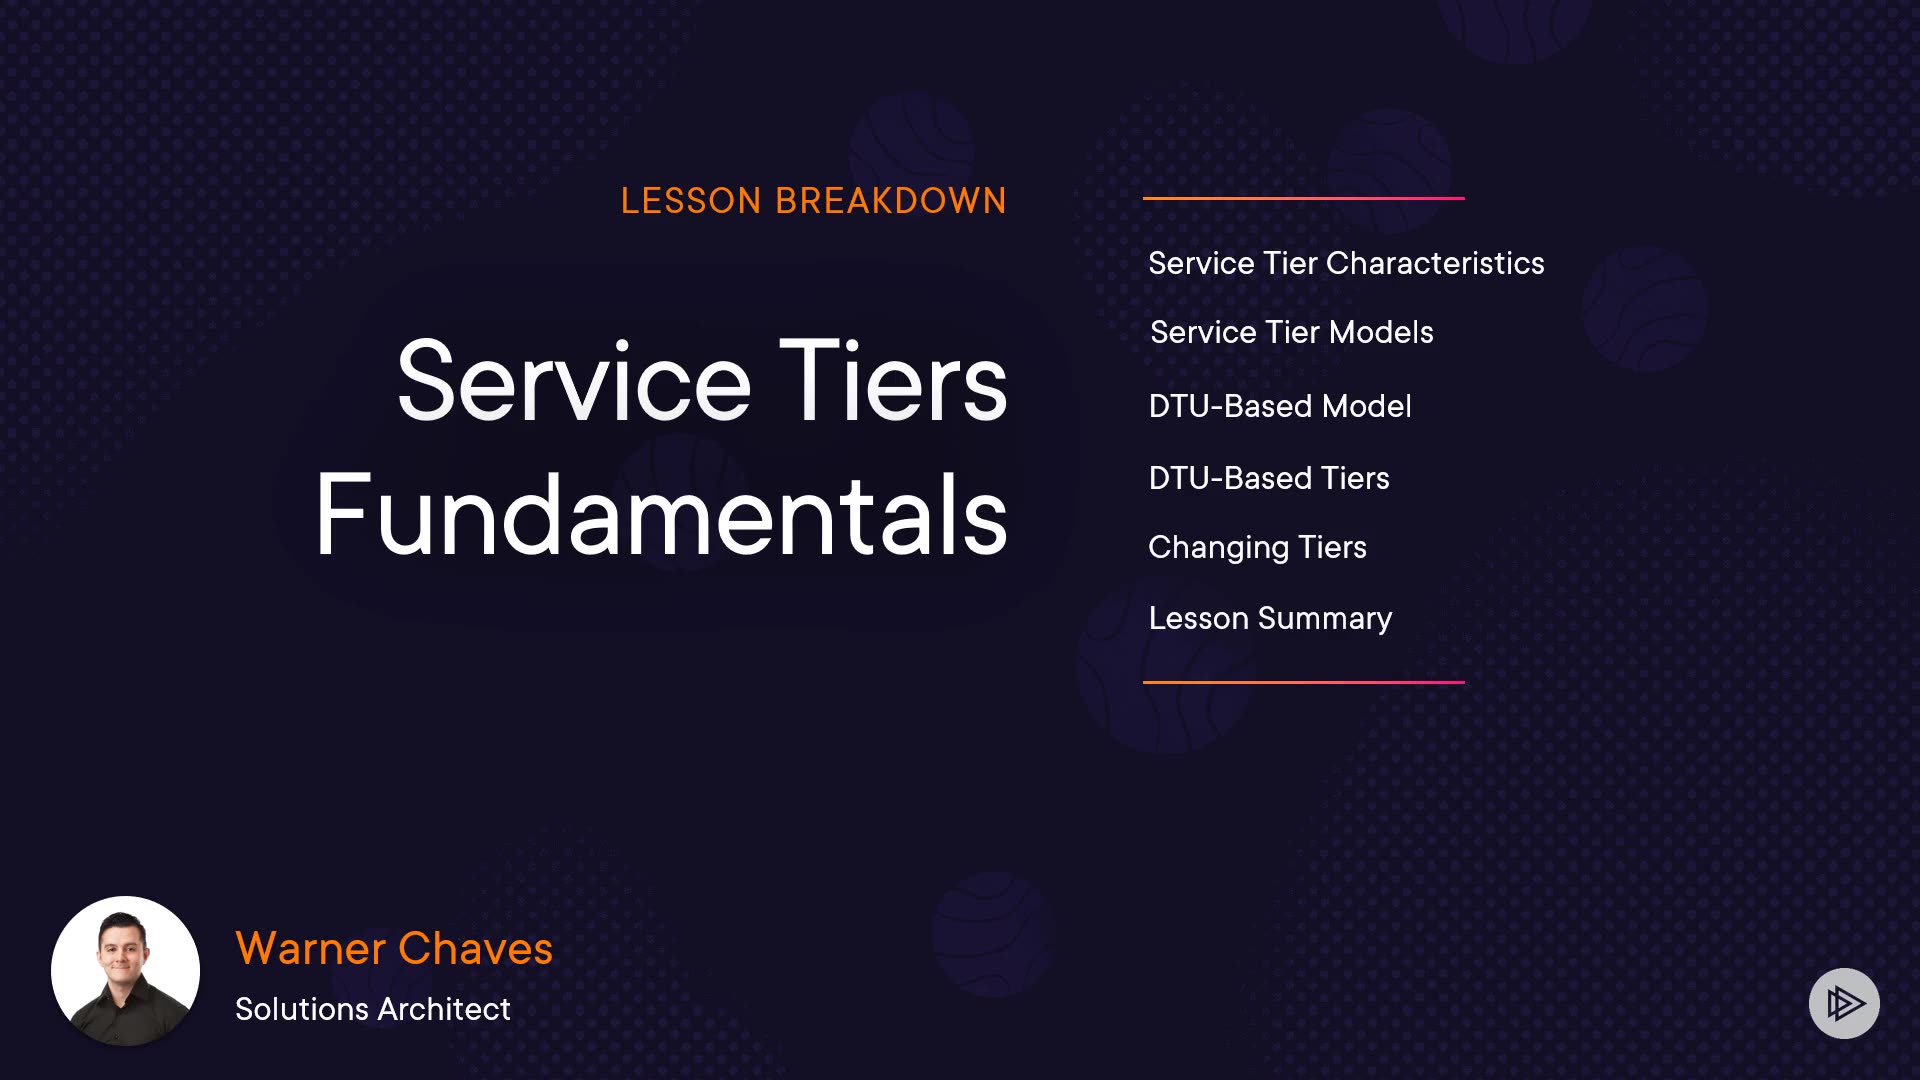 LESSON BREAKDOWN
Service Tiers
Fundamentals
Service Tier Characteristics
Service Tier Models
DTU-Based Model
DTU-Based Tiers
Changing Tiers
Lesson Summary
Warner Chaves
Solutions Architect